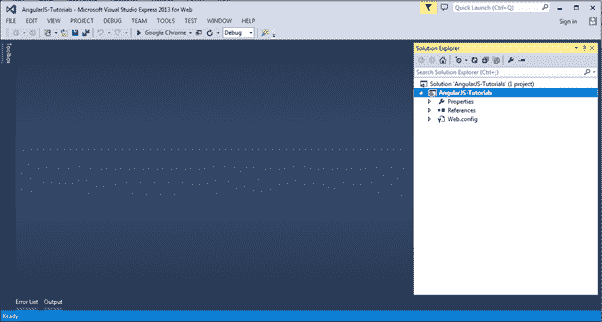 AngularJS-Tutorials - Microsoft Visual Studio Express 2013 for Web
Quick Launch (Ctrl+Q)
FILE EDIT VIEW PROJECT DEBUG TEAM TOOLS TEST WINDOW HELP
Sign in
Google Chrome
Debug
Toolbox
Solution Explorer
Search Solution Explorer (Ctrl+;)
Solution 'AngularJS-Tutorials' (1 project)
AngularJS-Tutorials
Properties
References
Web.config
Error List Output
Ready